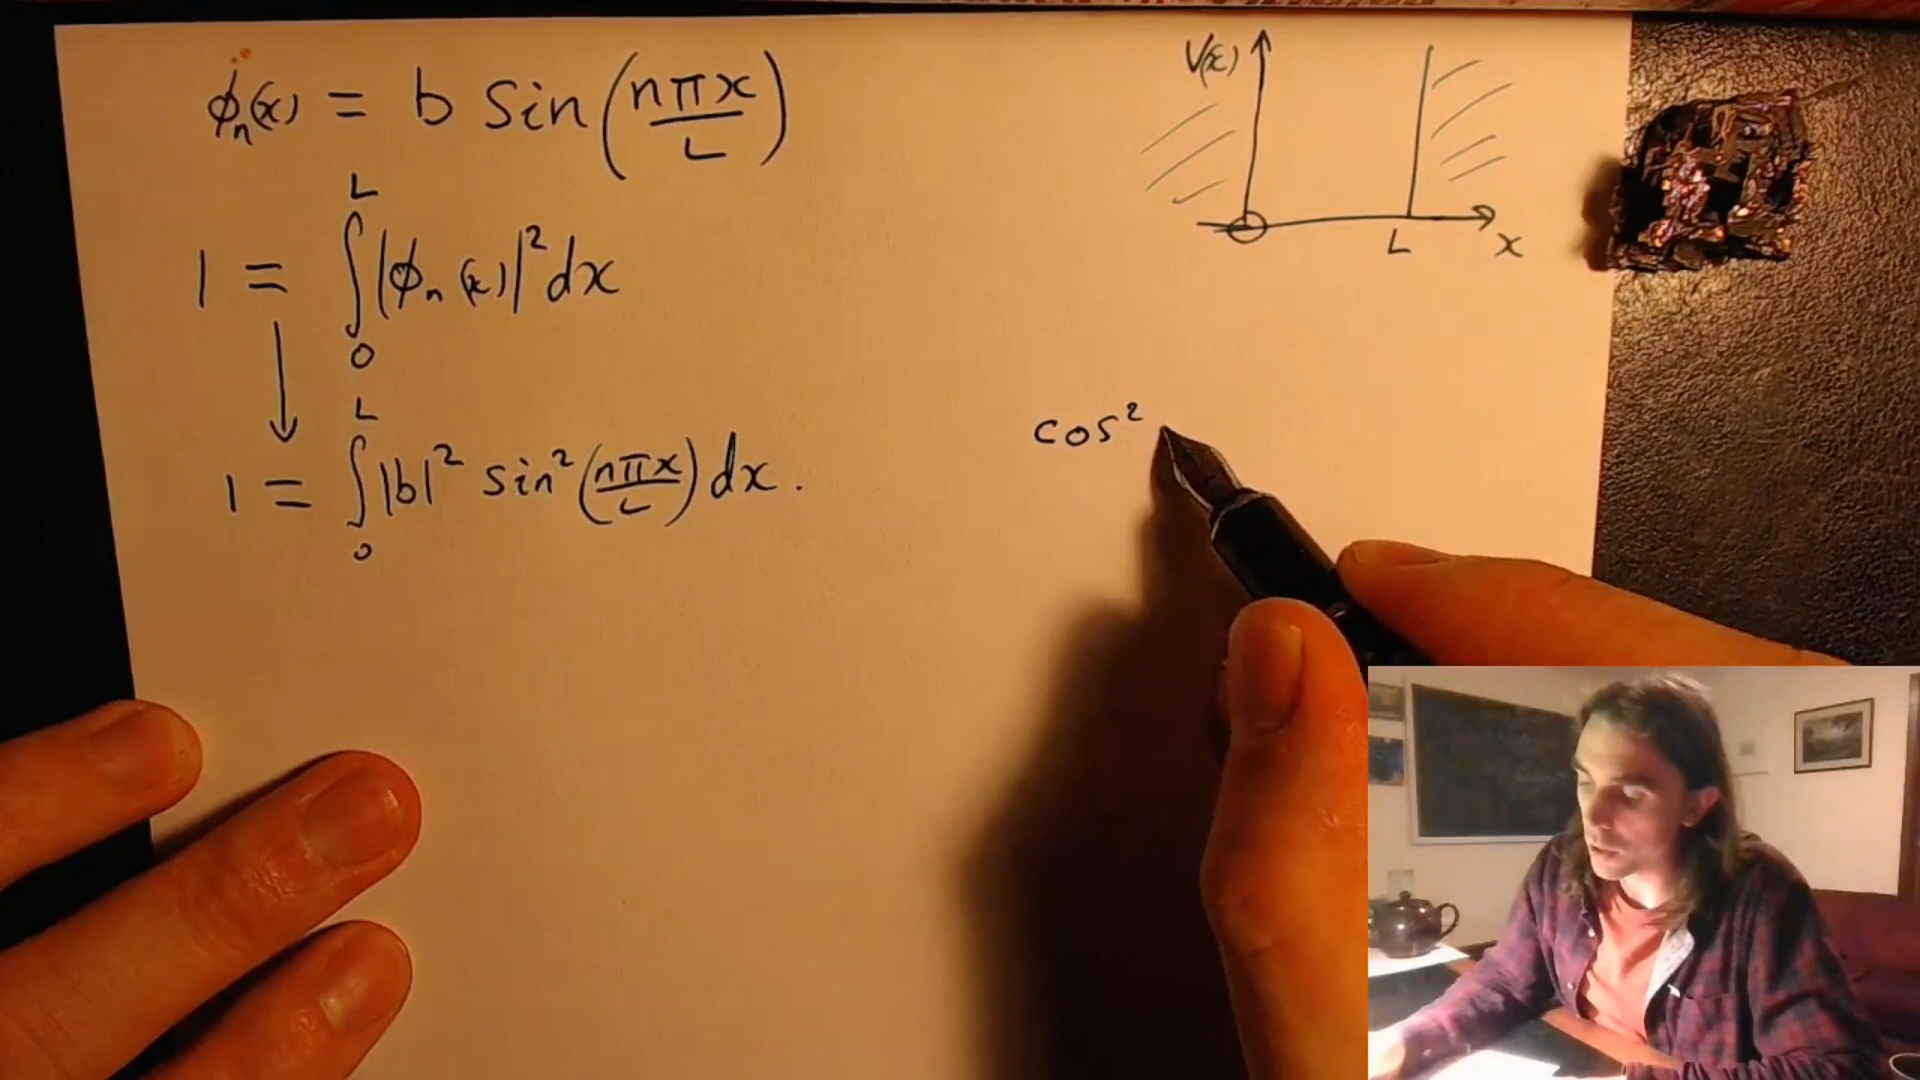 ϕₙ(x) = b sin(nπx/L)
V(x)
L
x
1 = ∫₀ᴸ |ϕₙ(x)|² dx
1 = ∫₀ᴸ |b|² sin²(nπx/L) dx.
cos²